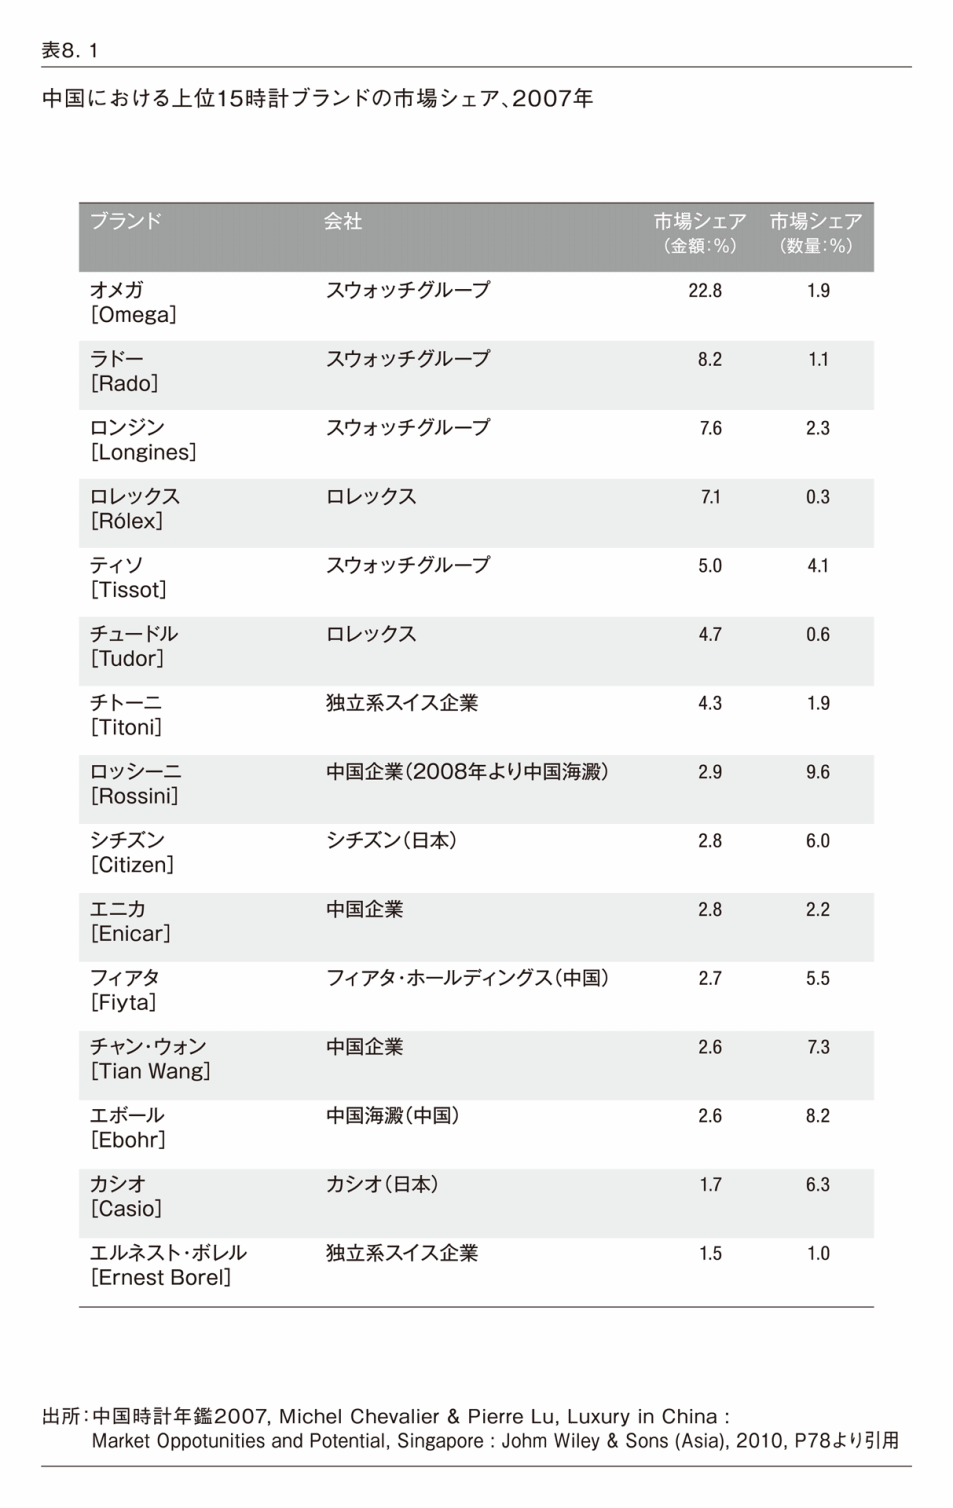 表8. 1
中国における上位15時計ブランドの市場シェア、2007年
ブランド 会社 市場シェア 市場シェア
（金額：％） （数量：％）
オメガ スウォッチグループ 22.8 1.9
［Omega］
ラドー スウォッチグループ 8.2 1.1
［Rado］
ロンジン スウォッチグループ 7.6 2.3
［Longines］
ロレックス ロレックス 7.1 0.3
［Rólex］
ティソ スウォッチグループ 5.0 4.1
［Tissot］
チュードル ロレックス 4.7 0.6
［Tudor］
チトーニ 独立系スイス企業 4.3 1.9
［Titoni］
ロッシーニ 中国企業（2008年より中国海澱） 2.9 9.6
［Rossini］
シチズン シチズン（日本） 2.8 6.0
［Citizen］
エニカ 中国企業 2.8 2.2
［Enicar］
フィアタ フィアタ・ホールディングス（中国） 2.7 5.5
［Fiyta］
チャン・ウォン 中国企業 2.6 7.3
［Tian Wang］
エボール 中国海澱（中国） 2.6 8.2
［Ebohr］
カシオ カシオ（日本） 1.7 6.3
［Casio］
エルネスト・ボレル 独立系スイス企業 1.5 1.0
［Ernest Borel］
出所：中国時計年鑑2007, Michel Chevalier & Pierre Lu, Luxury in China :
Market Oppotunities and Potential, Singapore : Johm Wiley & Sons (Asia), 2010, P78より引用